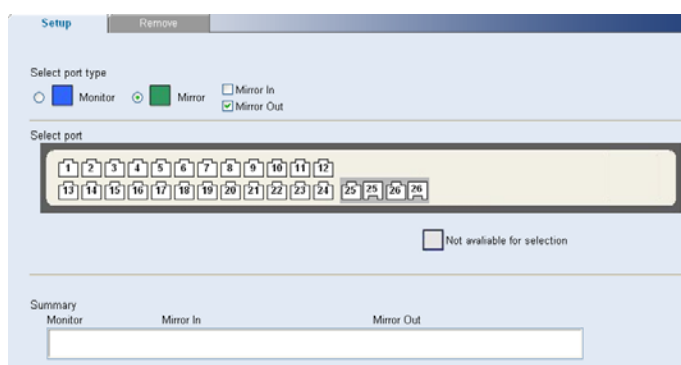 Setup Remove
Select port type
Monitor Mirror Mirror In
Mirror Out
Select port
1 2 3 4 5 6 7 8 9 10 11 12
13 14 15 16 17 18 19 20 21 22 23 24 25 25 26 26
Not avaliable for selection
Summary
Monitor Mirror In Mirror Out